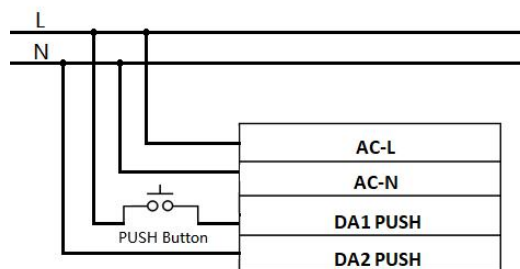 L
N
AC-L
AC-N
DA1 PUSH
PUSH Button
DA2 PUSH